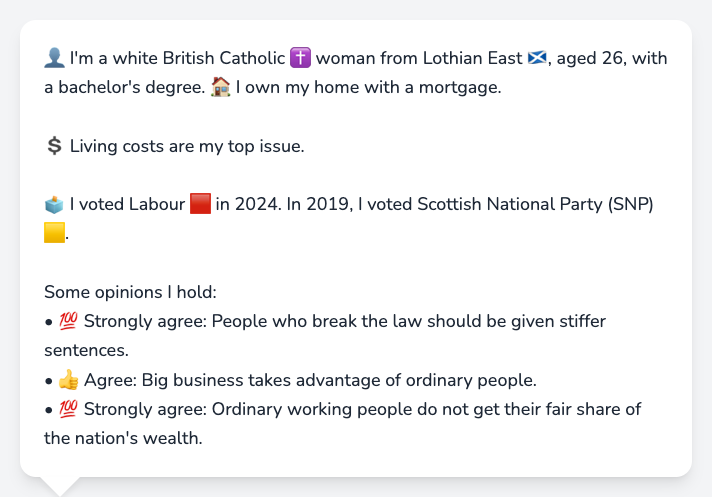 👤 I'm a white British Catholic ✝️ woman from Lothian East 🏴󠁧󠁢󠁳󠁣󠁴󠁿, aged 26, with
a bachelor's degree. 🏠 I own my home with a mortgage.
💲 Living costs are my top issue.
🗳️ I voted Labour 🟥 in 2024. In 2019, I voted Scottish National Party (SNP)
🟨.
Some opinions I hold:
• 💯 Strongly agree: People who break the law should be given stiffer
sentences.
• 👍 Agree: Big business takes advantage of ordinary people.
• 💯 Strongly agree: Ordinary working people do not get their fair share of
the nation's wealth.